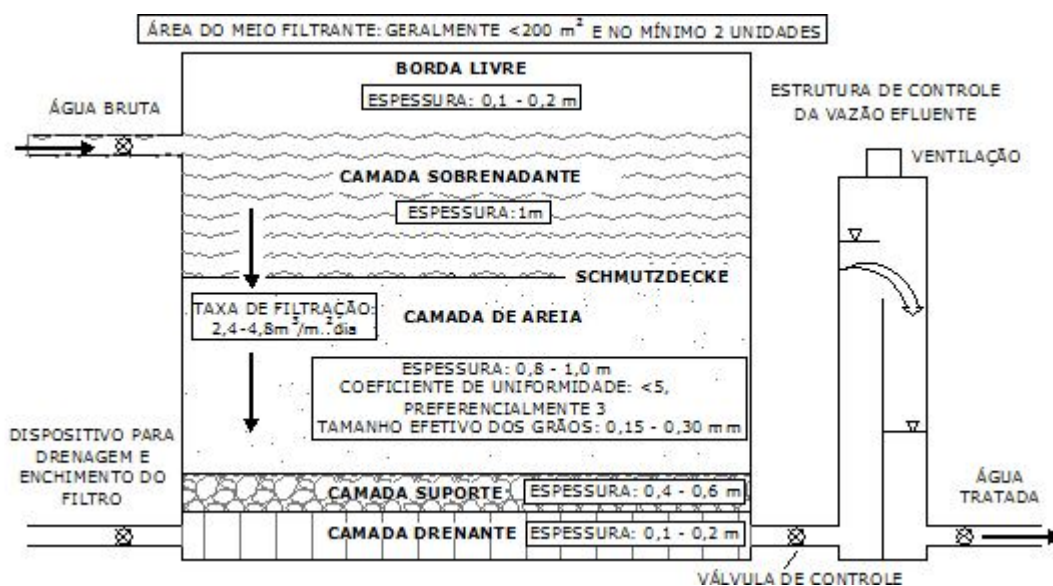 ÁREA DO MEIO FILTRANTE: GERALMENTE <200 m² E NO MÍNIMO 2 UNIDADES
BORDA LIVRE
ESPESSURA: 0,1 - 0,2 m
ÁGUA BRUTA
ESTRUTURA DE CONTROLE
DA VAZÃO EFLUENTE
VENTILAÇÃO
CAMADA SOBRENADANTE
ESPESSURA: 1m
SCHMUTZDECKE
TAXA DE FILTRAÇÃO:
2,4-4,8m³/m².dia
CAMADA DE AREIA
ESPESSURA: 0,8 - 1,0 m
COEFICIENTE DE UNIFORMIDADE: <5,
PREFERENCIALMENTE 3
TAMANHO EFETIVO DOS GRÃOS: 0,15 - 0,30 mm
DISPOSITIVO PARA
DRENAGEM E
ENCHIMENTO DO
FILTRO
CAMADA SUPORTE
ESPESSURA: 0,4 - 0,6 m
CAMADA DRENANTE
ESPESSURA: 0,1 - 0,2 m
ÁGUA
TRATADA
VÁLVULA DE CONTROLE